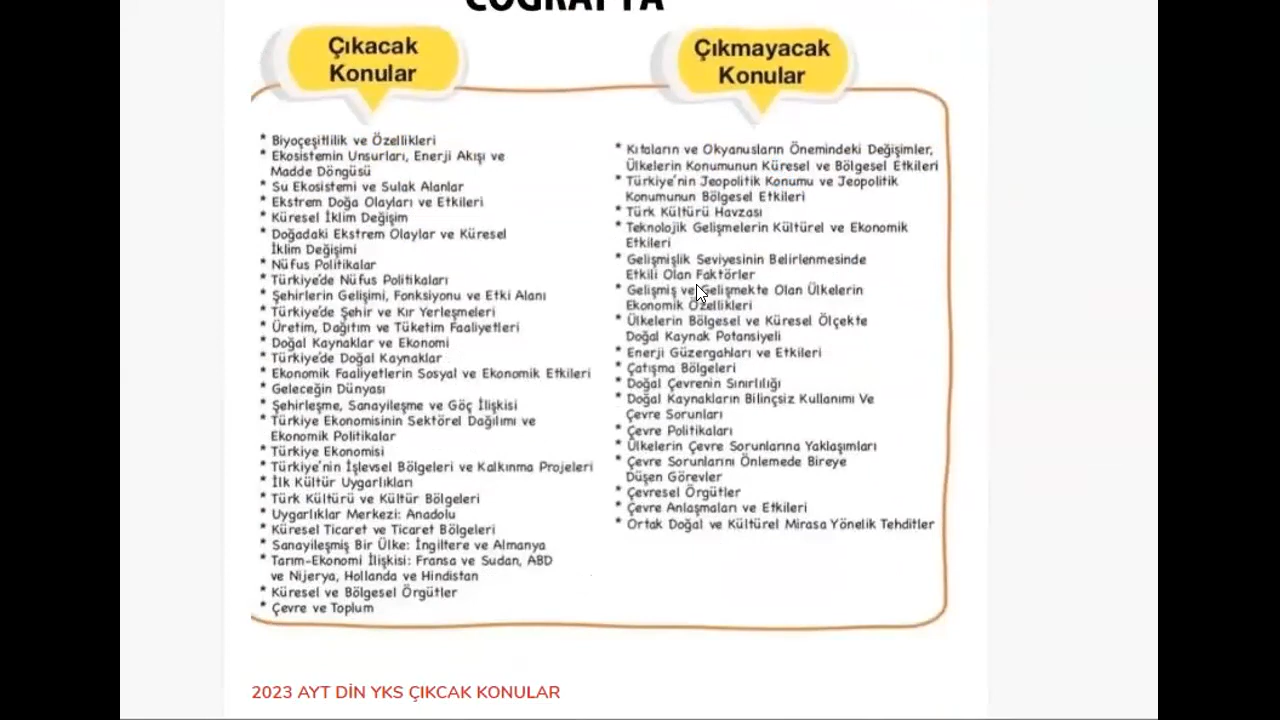 COĞRAFYA
Çıkacak
Konular
* Biyoçeşitlilik ve Özellikleri
* Ekosistemin Unsurları, Enerji Akışı ve
Madde Döngüsü
* Su Ekosistemi ve Sulak Alanlar
* Ekstrem Doğa Olayları ve Etkileri
* Küresel İklim Değişim
* Doğadaki Ekstrem Olaylar ve Küresel
İklim Değişimi
* Nüfus Politikalar
* Türkiye'de Nüfus Politikaları
* Şehirlerin Gelişimi, Fonksiyonu ve Etki Alanı
* Türkiye'de Şehir ve Kır Yerleşmeleri
* Üretim, Dağıtım ve Tüketim Faaliyetleri
* Doğal Kaynaklar ve Ekonomi
* Türkiye'de Doğal Kaynaklar
* Ekonomik Faaliyetlerin Sosyal ve Ekonomik Etkileri
* Geleceğin Dünyası
* Şehirleşme, Sanayileşme ve Göç İlişkisi
* Türkiye Ekonomisinin Sektörel Dağılımı ve
Ekonomik Politikalar
* Türkiye Ekonomisi
* Türkiye'nin İşlevsel Bölgeleri ve Kalkınma Projeleri
* İlk Kültür Uygarlıkları
* Türk Kültürü ve Kültür Bölgeleri
* Uygarlıklar Merkezi: Anadolu
* Küresel Ticaret ve Ticaret Bölgeleri
* Sanayileşmiş Bir Ülke: İngiltere ve Almanya
* Tarım-Ekonomi İlişkisi: Fransa ve Sudan, ABD
ve Nijerya, Hollanda ve Hindistan
* Küresel ve Bölgesel Örgütler
* Çevre ve Toplum
Çıkmayacak
Konular
* Kıtaların ve Okyanusların Önemindeki Değişimler,
Ülkelerin Konumunun Küresel ve Bölgesel Etkileri
* Türkiye'nin Jeopolitik Konumu ve Jeopolitik
Konumunun Bölgesel Etkileri
* Türk Kültürü Havzası
* Teknolojik Gelişmelerin Kültürel ve Ekonomik
Etkileri
* Gelişmişlik Seviyesinin Belirlenmesinde
Etkili Olan Faktörler
* Gelişmiş ve Gelişmekte Olan Ülkelerin
Ekonomik Özellikleri
* Ülkelerin Bölgesel ve Küresel Ölçekte
Doğal Kaynak Potansiyeli
* Enerji Güzergahları ve Etkileri
* Çatışma Bölgeleri
* Doğal Çevrenin Sınırlılığı
* Doğal Kaynakların Bilinçsiz Kullanımı Ve
Çevre Sorunları
* Çevre Politikaları
* Ülkelerin Çevre Sorunlarına Yaklaşımları
* Çevre Sorunlarını Önlemede Bireye
Düşen Görevler
* Çevresel Örgütler
* Çevre Anlaşmaları ve Etkileri
* Ortak Doğal ve Kültürel Mirasa Yönelik Tehditler
2023 AYT DİN YKS ÇIKCAK KONULAR